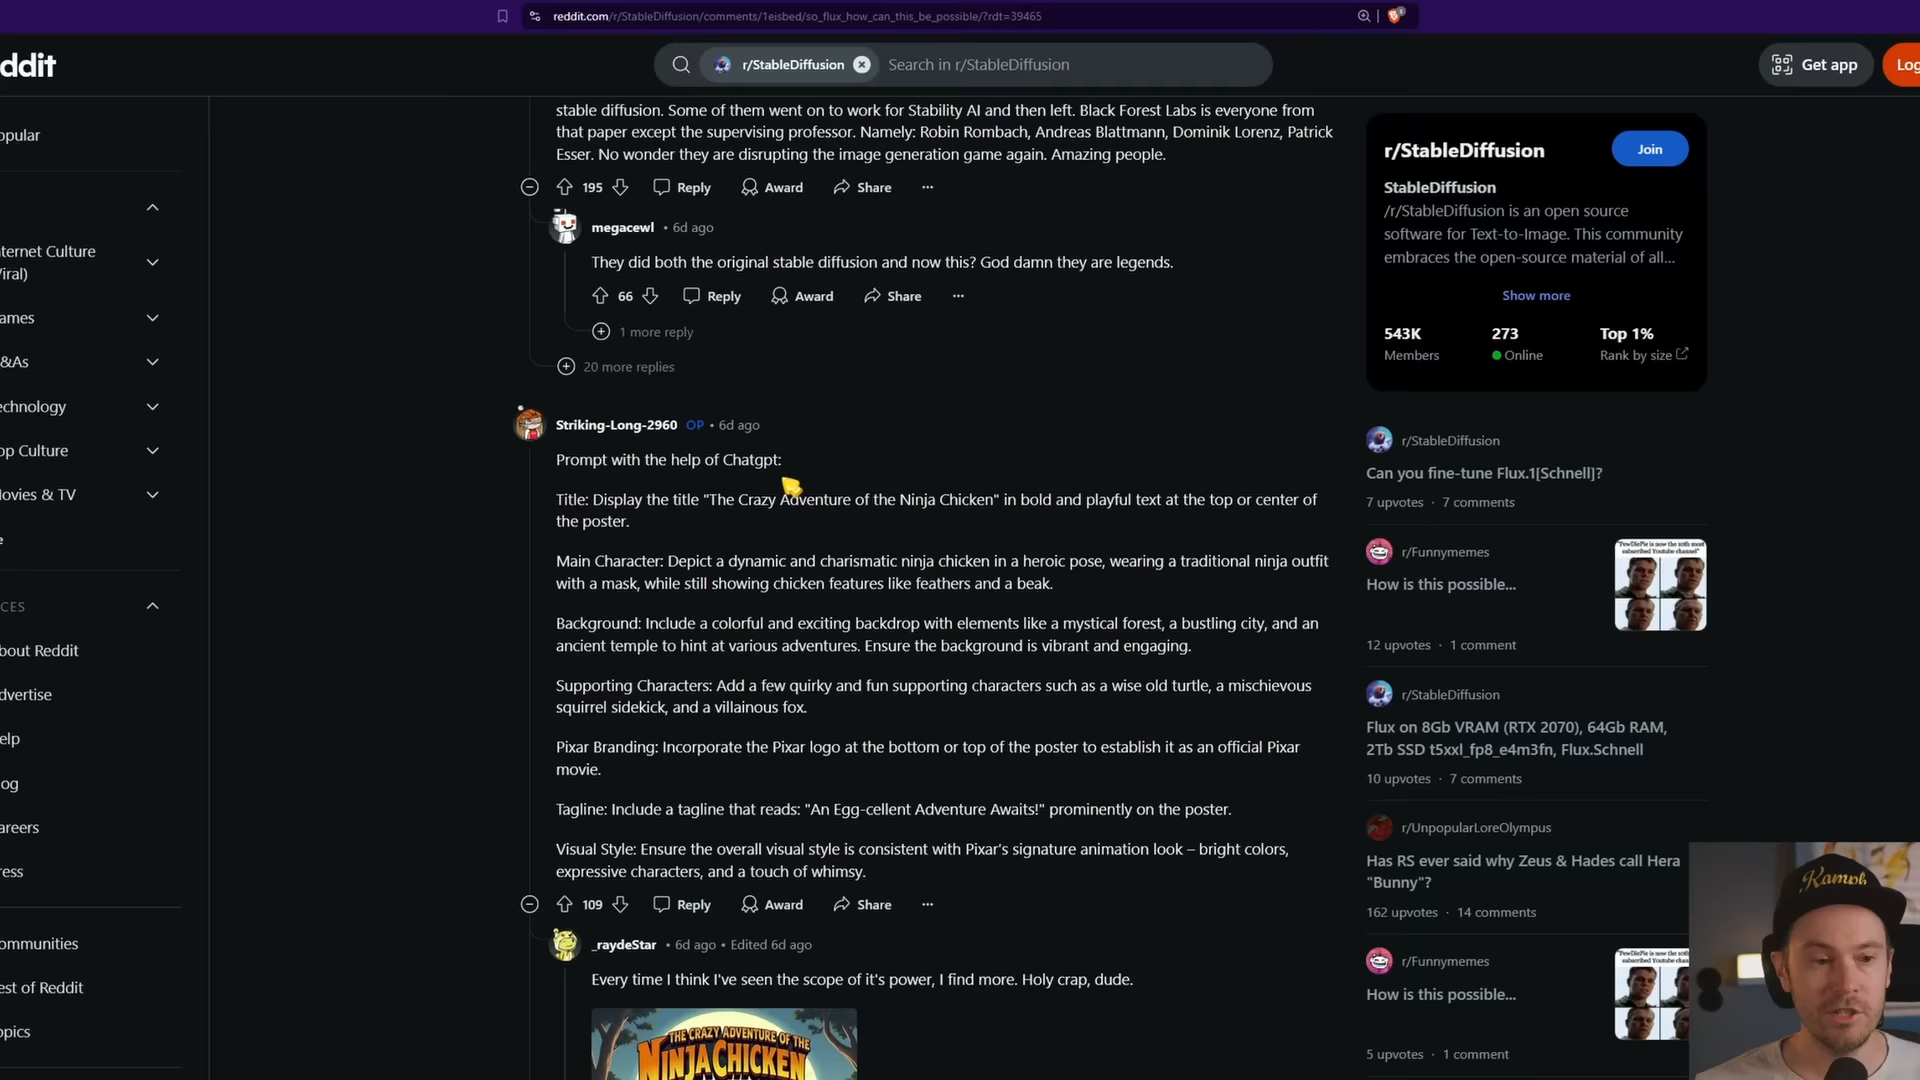 reddit.com/r/StableDiffusion/comments/1eisbed/so_flux_how_can_this_be_possible/?rdt=39465
ddit
r/StableDiffusion
Search in r/StableDiffusion
Get app
Log
opular
nternet Culture
Viral)
ames
&As
echnology
op Culture
ovies & TV
e
CES
bout Reddit
dvertise
elp
log
areers
ress
ommunities
est of Reddit
opics
stable diffusion. Some of them went on to work for Stability AI and then left. Black Forest Labs is everyone from
that paper except the supervising professor. Namely: Robin Rombach, Andreas Blattmann, Dominik Lorenz, Patrick
Esser. No wonder they are disrupting the image generation game again. Amazing people.
195 Reply Award Share ...
megacewl • 6d ago
They did both the original stable diffusion and now this? God damn they are legends.
66 Reply Award Share ...
1 more reply
20 more replies
Striking-Long-2960 OP • 6d ago
Prompt with the help of Chatgpt:
Title: Display the title "The Crazy Adventure of the Ninja Chicken" in bold and playful text at the top or center of
the poster.
Main Character: Depict a dynamic and charismatic ninja chicken in a heroic pose, wearing a traditional ninja outfit
with a mask, while still showing chicken features like feathers and a beak.
Background: Include a colorful and exciting backdrop with elements like a mystical forest, a bustling city, and an
ancient temple to hint at various adventures. Ensure the background is vibrant and engaging.
Supporting Characters: Add a few quirky and fun supporting characters such as a wise old turtle, a mischievous
squirrel sidekick, and a villainous fox.
Pixar Branding: Incorporate the Pixar logo at the bottom or top of the poster to establish it as an official Pixar
movie.
Tagline: Include a tagline that reads: "An Egg-cellent Adventure Awaits!" prominently on the poster.
Visual Style: Ensure the overall visual style is consistent with Pixar's signature animation look – bright colors,
expressive characters, and a touch of whimsy.
109 Reply Award Share ...
_raydeStar • 6d ago • Edited 6d ago
Every time I think I've seen the scope of it's power, I find more. Holy crap, dude.
THE CRAZY ADVENTURE OF THE
NINJA CHICKEN
r/StableDiffusion
Join
StableDiffusion
/r/StableDiffusion is an open source
software for Text-to-Image. This community
embraces the open-source material of all...
Show more
543K 273 Top 1%
Members Online Rank by size
r/StableDiffusion
Can you fine-tune Flux.1[Schnell]?
7 upvotes · 7 comments
r/Funnymemes
How is this possible...
12 upvotes · 1 comment
r/StableDiffusion
Flux on 8Gb VRAM (RTX 2070), 64Gb RAM,
2Tb SSD t5xxl_fp8_e4m3fn, Flux.Schnell
10 upvotes · 7 comments
r/UnpopularLoreOlympus
Has RS ever said why Zeus & Hades call Hera
"Bunny"?
162 upvotes · 14 comments
r/Funnymemes
How is this possible...
5 upvotes · 1 comment